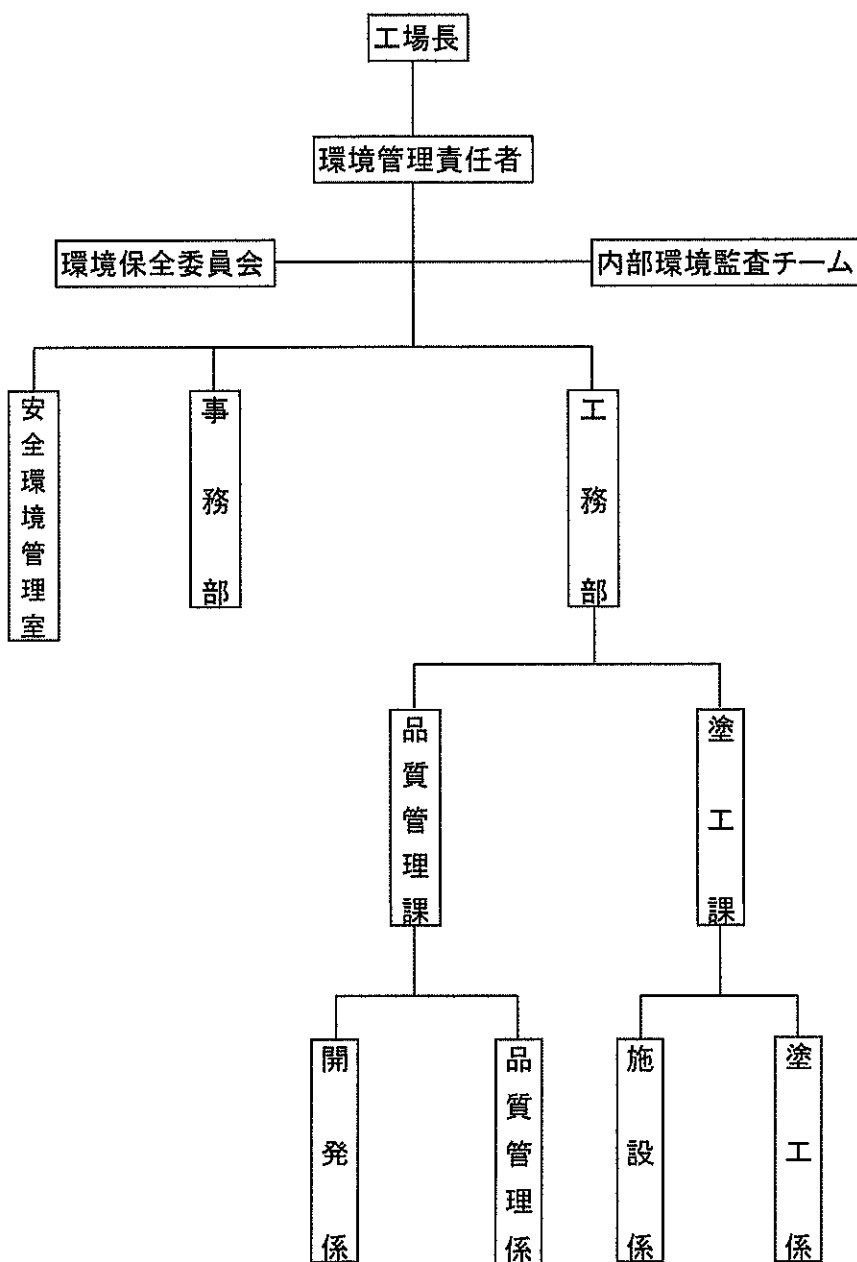 工場長
環境管理責任者
環境保全委員会
内部環境監査チーム
安全環境管理室
事務部
工務部
品質管理課
塗工課
開発係
品質管理係
施設係
塗工係